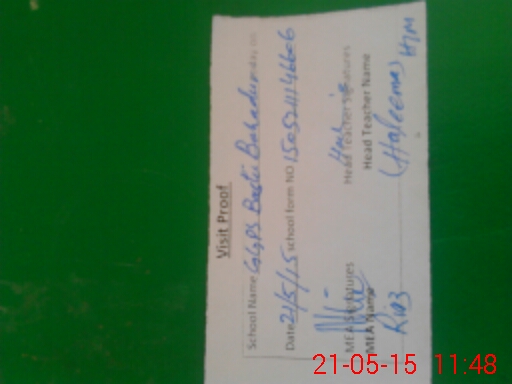 Visit Proof
School Name GGPS Basti Bahadur
Date 21/5/15 school form NO
MEA Signatures Head Teacher Signatures
MEA Name Head Teacher Name
Riaz (Haleema) H/M
21-05-15 11:48